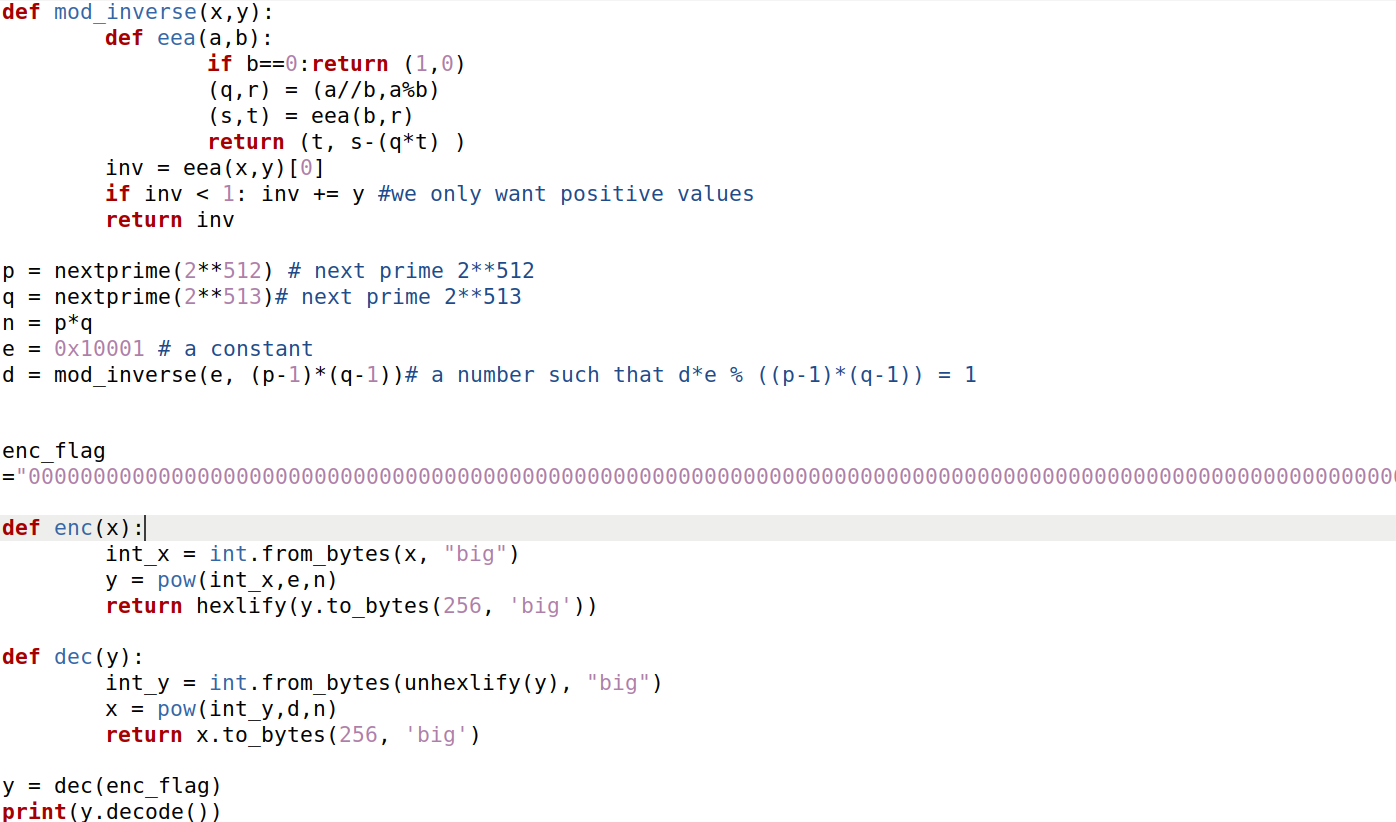 def mod_inverse(x,y):
def eea(a,b):
if b==0:return (1,0)
(q,r) = (a//b,a%b)
(s,t) = eea(b,r)
return (t, s-(q*t) )
inv = eea(x,y)[0]
if inv < 1: inv += y #we only want positive values
return inv
p = nextprime(2**512) # next prime 2**512
q = nextprime(2**513)# next prime 2**513
n = p*q
e = 0x10001 # a constant
d = mod_inverse(e, (p-1)*(q-1))# a number such that d*e % ((p-1)*(q-1)) = 1
enc_flag
="000000000000000000000000000000000000000000000000000000000000000000000000000000000000000000000000000000000
def enc(x):
int_x = int.from_bytes(x, "big")
y = pow(int_x,e,n)
return hexlify(y.to_bytes(256, 'big'))
def dec(y):
int_y = int.from_bytes(unhexlify(y), "big")
x = pow(int_y,d,n)
return x.to_bytes(256, 'big')
y = dec(enc_flag)
print(y.decode())